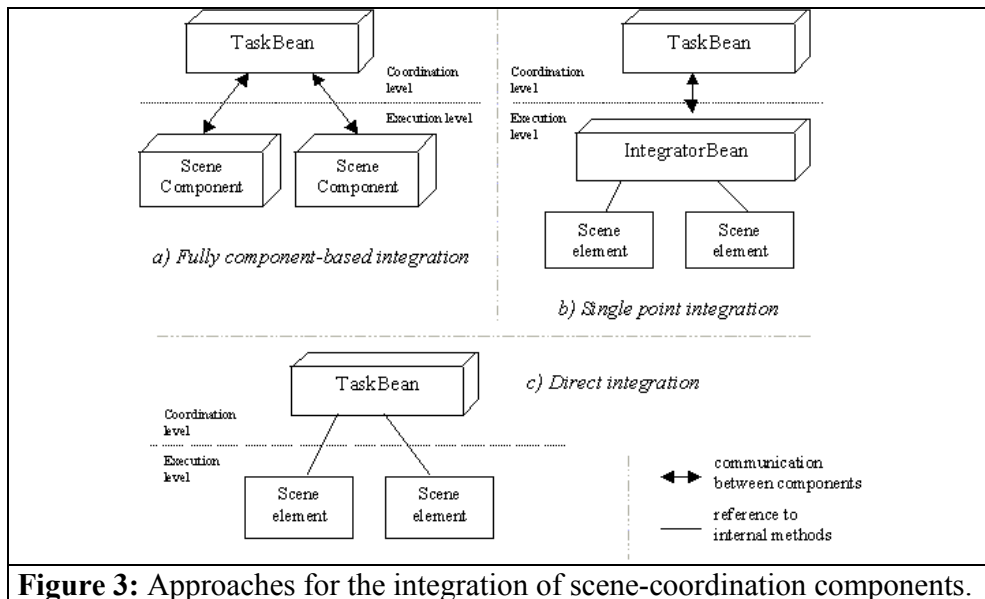 TaskBean
Coordination
level
Execution level
Scene
Component
Scene
Component
a) Fully component-based integration
TaskBean
Coordination
level
Execution
level
IntegratorBean
Scene
element
Scene
element
b) Single point integration
TaskBean
c) Direct integration
Coordination
level
Execution
level
Scene
element
Scene
element
communication
between components
reference to
internal methods
Figure 3: Approaches for the integration of scene-coordination components.